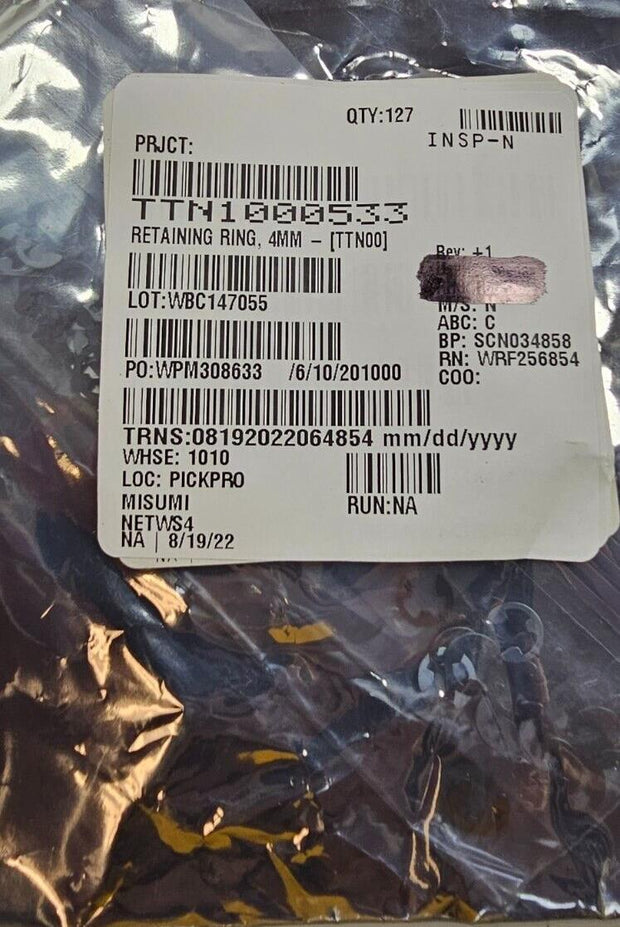 QTY:127
INSP-N
PRJCT:
TTN1000533
RETAINING RING, 4MM - [TTN00]
Rev: +1
LOT:WBC147055
M/S: N
ABC: C
BP: SCN034858
PO:WPM308633 /6/10/201000
RN: WRF256854
COO:
TRNS:08192022064854 mm/dd/yyyy
WHSE: 1010
LOC: PICKPRO
MISUMI
RUN:NA
NETWS4
NA | 8/19/22